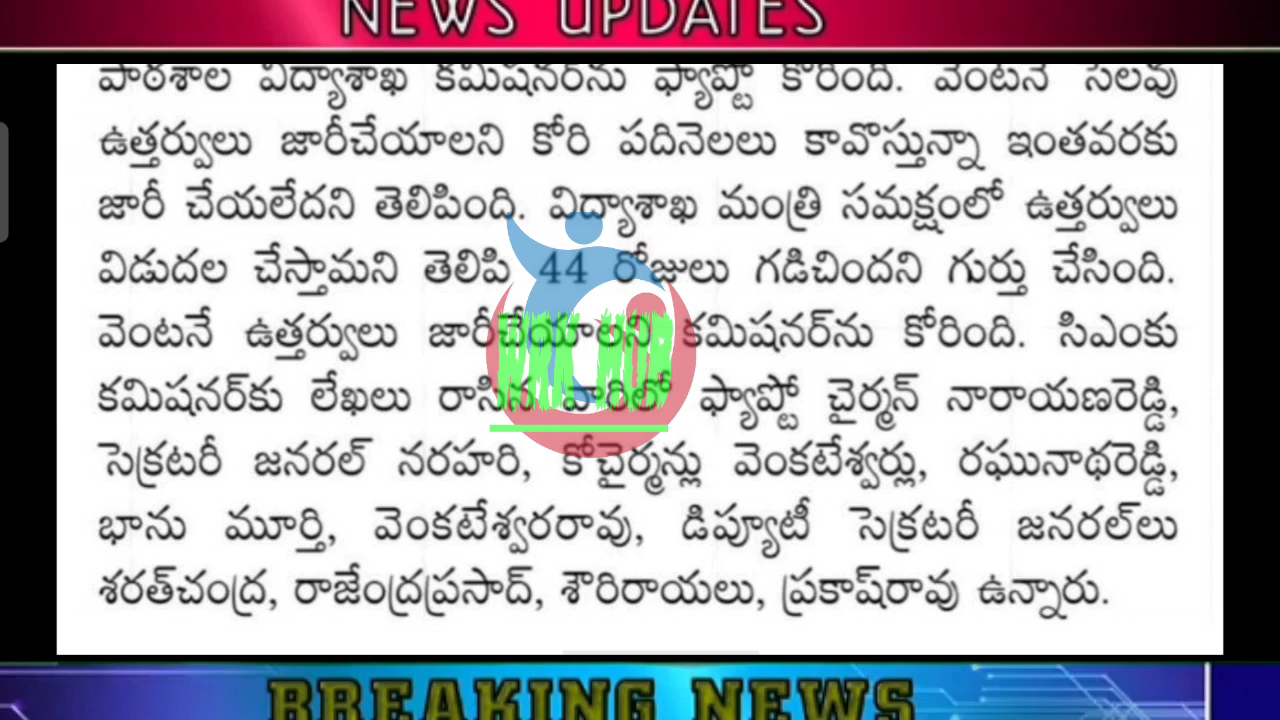 NEWS UPDATES
పాఠశాల విద్యాశాఖ కమిషనర్‌ను ఫ్యాప్టో కోరింది. వెంటనే సెలవు
ఉత్తర్వులు జారీచేయాలని కోరి పదినెలలు కావొస్తున్నా ఇంతవరకు
జారీ చేయలేదని తెలిపింది. విద్యాశాఖ మంత్రి సమక్షంలో ఉత్తర్వులు
విడుదల చేస్తామని తెలిపి 44 రోజులు గడిచిందని గుర్తు చేసింది.
వెంటనే ఉత్తర్వులు జారీచేయాలని కమిషనర్‌ను కోరింది. సిఎంకు
కమిషనర్‌కు లేఖలు రాసిన వారిలో ఫ్యాప్టో చైర్మన్ నారాయణరెడ్డి,
సెక్రటరీ జనరల్ నరహరి, కోచైర్మన్లు వెంకటేశ్వర్లు, రఘునాథరెడ్డి,
భాను మూర్తి, వెంకటేశ్వరరావు, డిప్యూటీ సెక్రటరీ జనరల్‌లు
శరత్‌చంద్ర, రాజేంద్రప్రసాద్, శౌరిరాయలు, ప్రకాష్‌రావు ఉన్నారు.
BREAKING NEWS